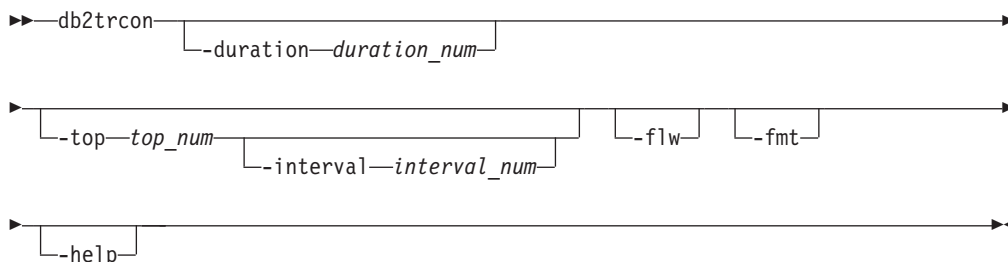 db2trcon
-duration duration_num
-top top_num
-interval interval_num
-flw
-fmt
-help